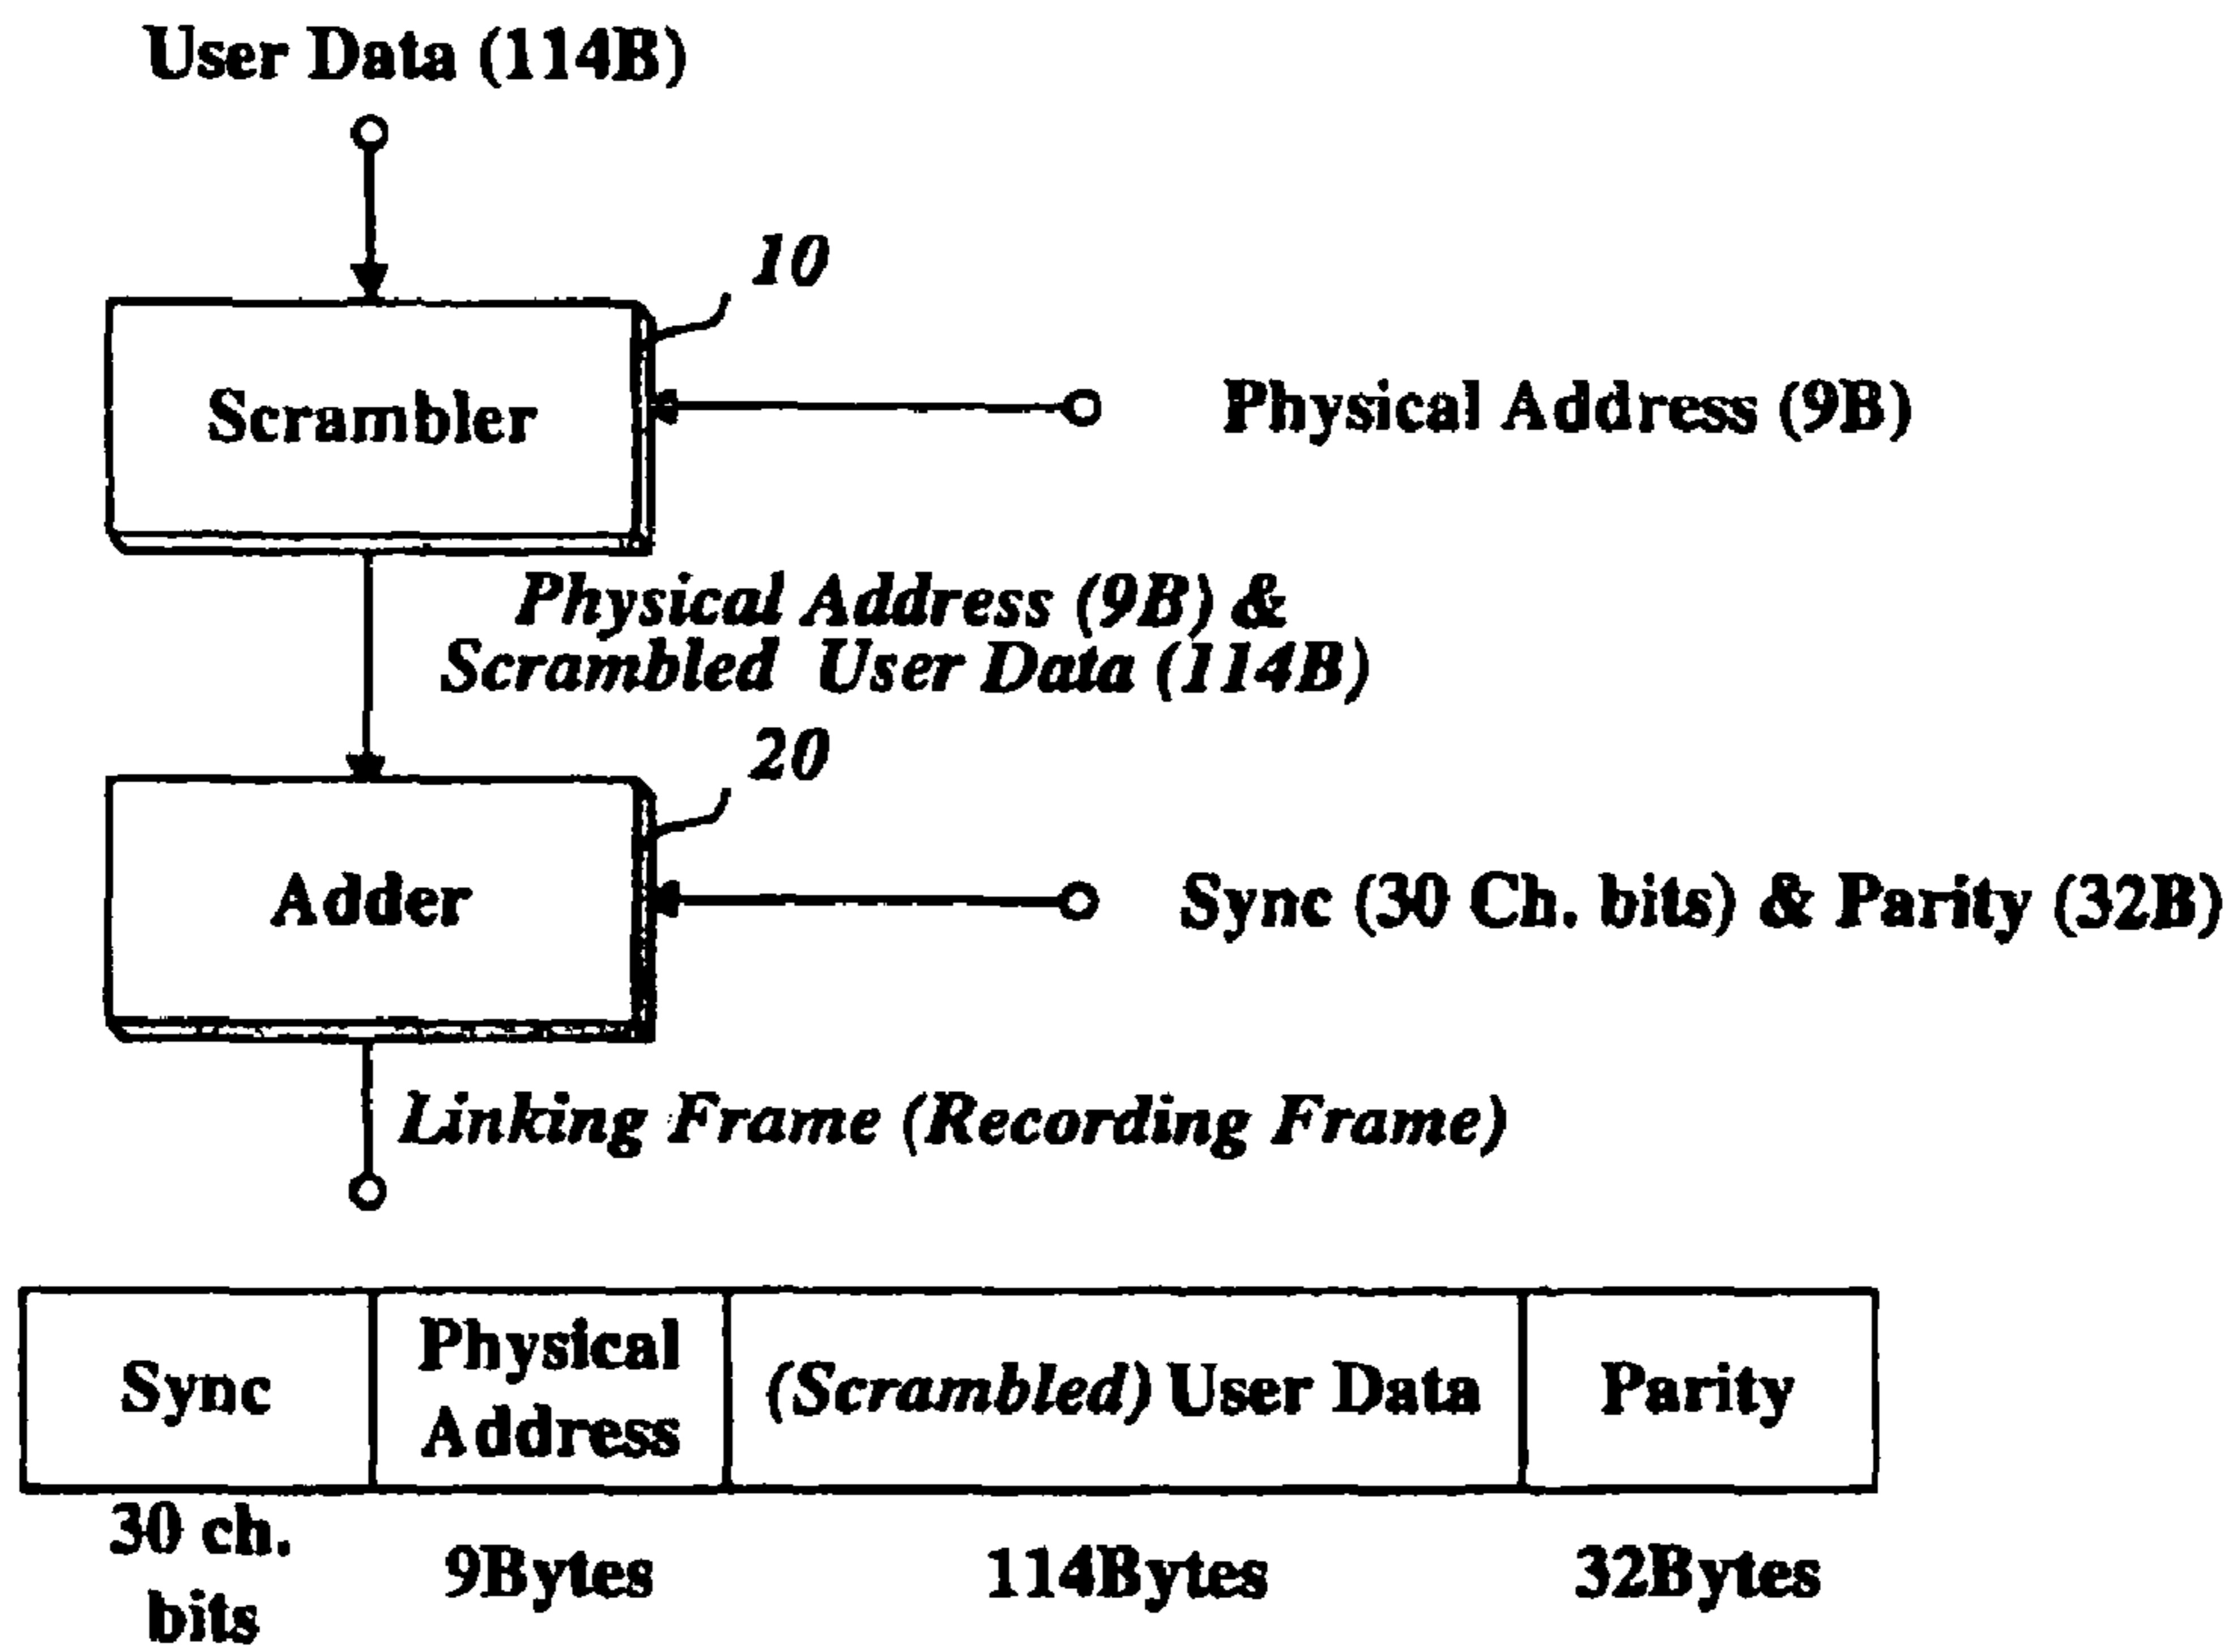 User Data (114B)
10
Scrambler
Physical Address (9B)
Physical Address (9B) &
Scrambled User Data (114B)
20
Adder
Sync (30 Ch. bits) & Parity (32B)
Linking Frame (Recording Frame)
Sync
Physical
Address
(Scrambled) User Data
Parity
30 ch.
bits
9Bytes
114Bytes
32Bytes